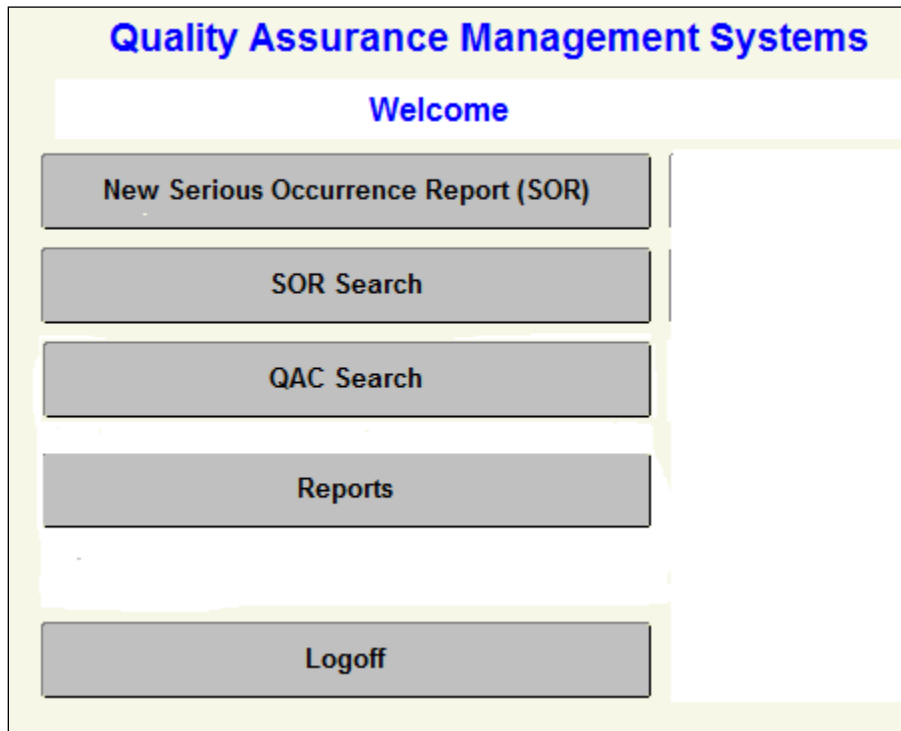 Quality Assurance Management Systems
Welcome
New Serious Occurrence Report (SOR)
SOR Search
QAC Search
Reports
Logoff